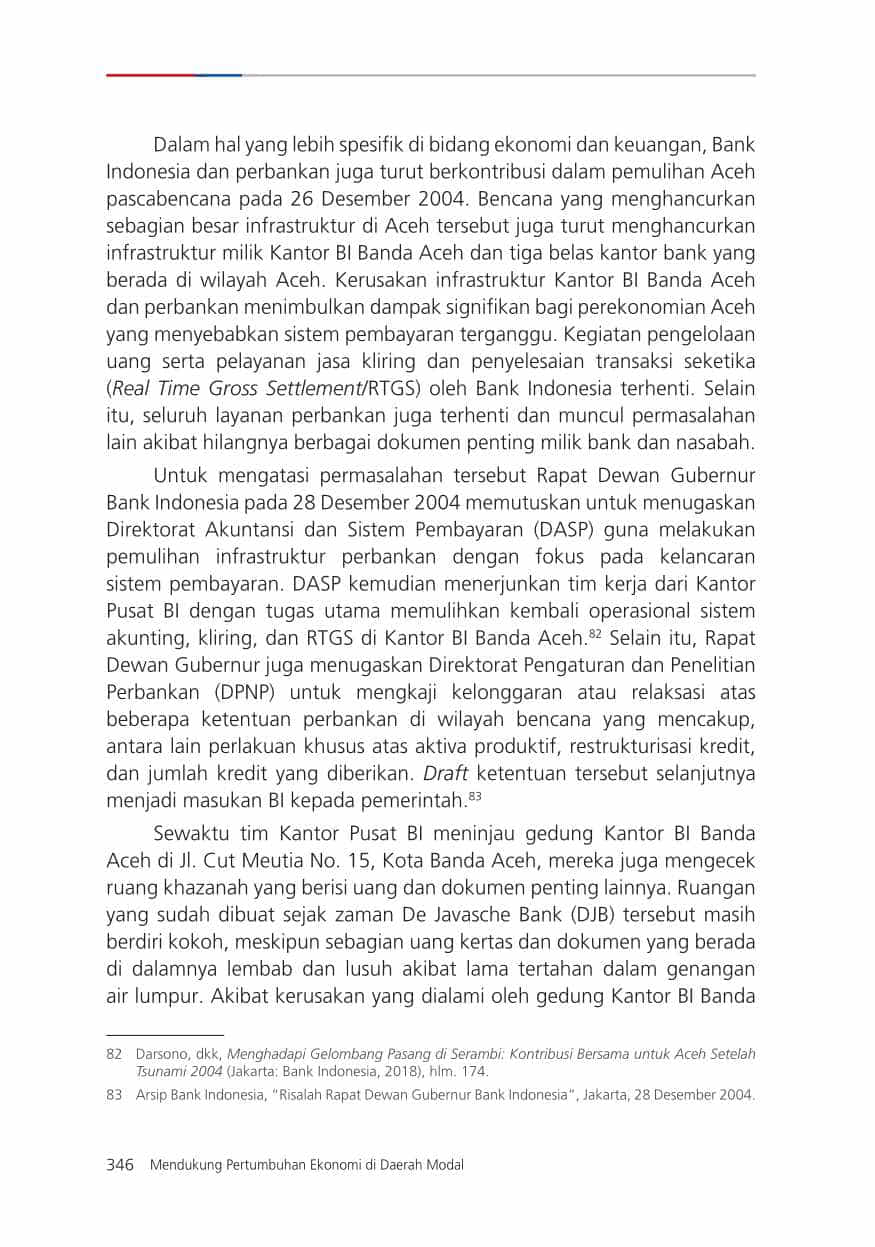 Dalam hal yang lebih spesifik di bidang ekonomi dan keuangan, Bank
Indonesia dan perbankan juga turut berkontribusi dalam pemulihan Aceh
pascabencana pada 26 Desember 2004. Bencana yang menghancurkan
sebagian besar infrastruktur di Aceh tersebut juga turut menghancurkan
infrastruktur milik Kantor BI Banda Aceh dan tiga belas kantor bank yang
berada di wilayah Aceh. Kerusakan infrastruktur Kantor BI Banda Aceh
dan perbankan menimbulkan dampak signifikan bagi perekonomian Aceh
yang menyebabkan sistem pembayaran terganggu. Kegiatan pengelolaan
uang serta pelayanan jasa kliring dan penyelesaian transaksi seketika
(Real Time Gross Settlement/RTGS) oleh Bank Indonesia terhenti. Selain
itu, seluruh layanan perbankan juga terhenti dan muncul permasalahan
lain akibat hilangnya berbagai dokumen penting milik bank dan nasabah.
Untuk mengatasi permasalahan tersebut Rapat Dewan Gubernur
Bank Indonesia pada 28 Desember 2004 memutuskan untuk menugaskan
Direktorat Akuntansi dan Sistem Pembayaran (DASP) guna melakukan
pemulihan infrastruktur perbankan dengan fokus pada kelancaran
sistem pembayaran. DASP kemudian menerjunkan tim kerja dari Kantor
Pusat BI dengan tugas utama memulihkan kembali operasional sistem
akunting, kliring, dan RTGS di Kantor BI Banda Aceh.82 Selain itu, Rapat
Dewan Gubernur juga menugaskan Direktorat Pengaturan dan Penelitian
Perbankan (DPNP) untuk mengkaji kelonggaran atau relaksasi atas
beberapa ketentuan perbankan di wilayah bencana yang mencakup,
antara lain perlakuan khusus atas aktiva produktif, restrukturisasi kredit,
dan jumlah kredit yang diberikan. Draft ketentuan tersebut selanjutnya
menjadi masukan BI kepada pemerintah.83
Sewaktu tim Kantor Pusat BI meninjau gedung Kantor BI Banda
Aceh di Jl. Cut Meutia No. 15, Kota Banda Aceh, mereka juga mengecek
ruang khazanah yang berisi uang dan dokumen penting lainnya. Ruangan
yang sudah dibuat sejak zaman De Javasche Bank (DJB) tersebut masih
berdiri kokoh, meskipun sebagian uang kertas dan dokumen yang berada
di dalamnya lembab dan lusuh akibat lama tertahan dalam genangan
air lumpur. Akibat kerusakan yang dialami oleh gedung Kantor BI Banda
82 Darsono, dkk, Menghadapi Gelombang Pasang di Serambi: Kontribusi Bersama untuk Aceh Setelah
Tsunami 2004 (Jakarta: Bank Indonesia, 2018), hlm. 174.
83 Arsip Bank Indonesia, “Risalah Rapat Dewan Gubernur Bank Indonesia”, Jakarta, 28 Desember 2004.
346 Mendukung Pertumbuhan Ekonomi di Daerah Modal